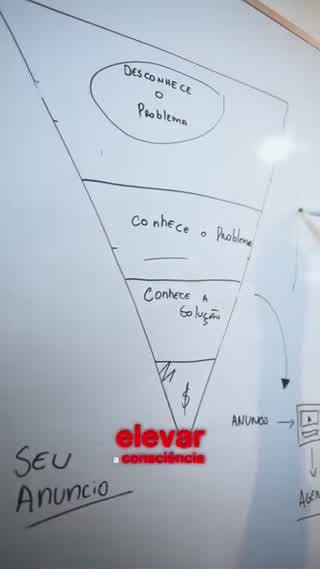 DESCONHECE
O
Problema
Conhece o Problema
Conhece a
Solução
$
ANUNCIO
elevar
a consciência
SEU
ANUNCIO